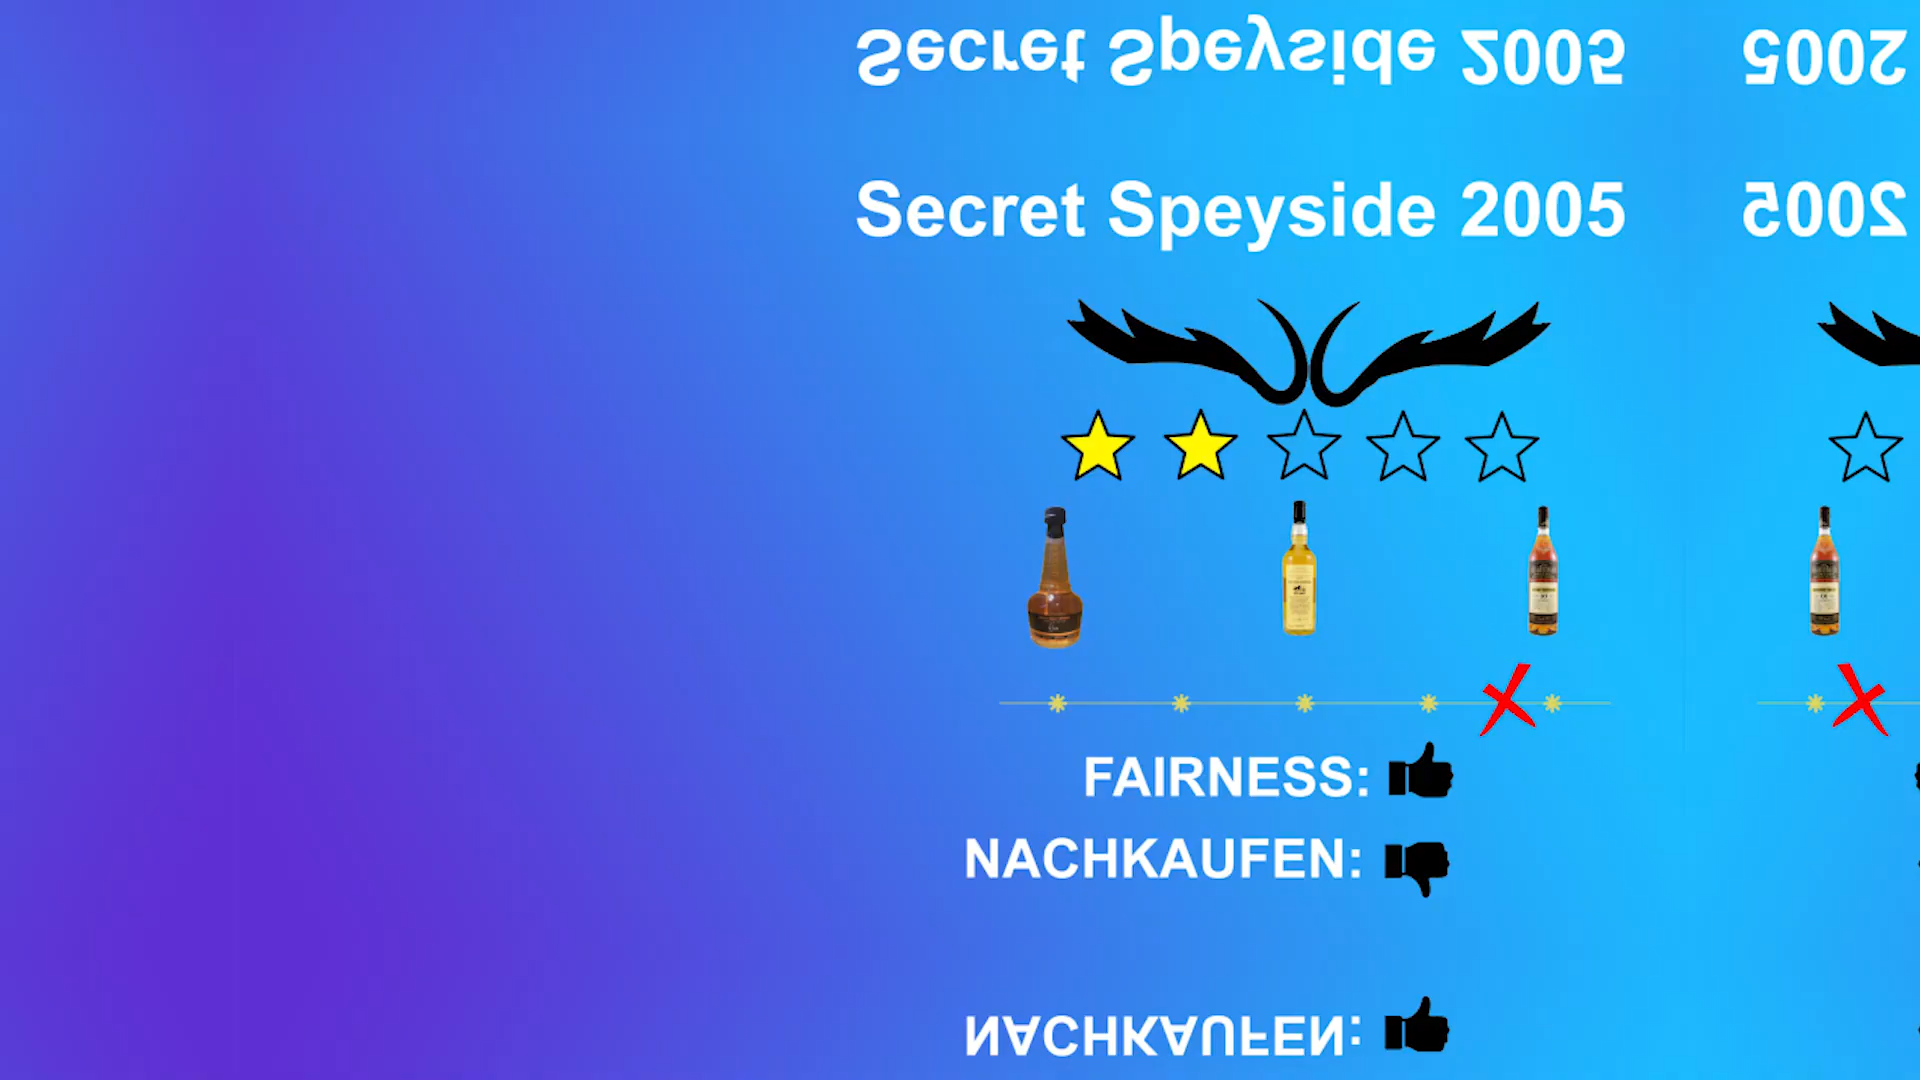 Secret Speyside 2005 2005
Secret Speyside 2005 2005
FAIRNESS:
NACHKAUFEN:
NACHKAUFEN: